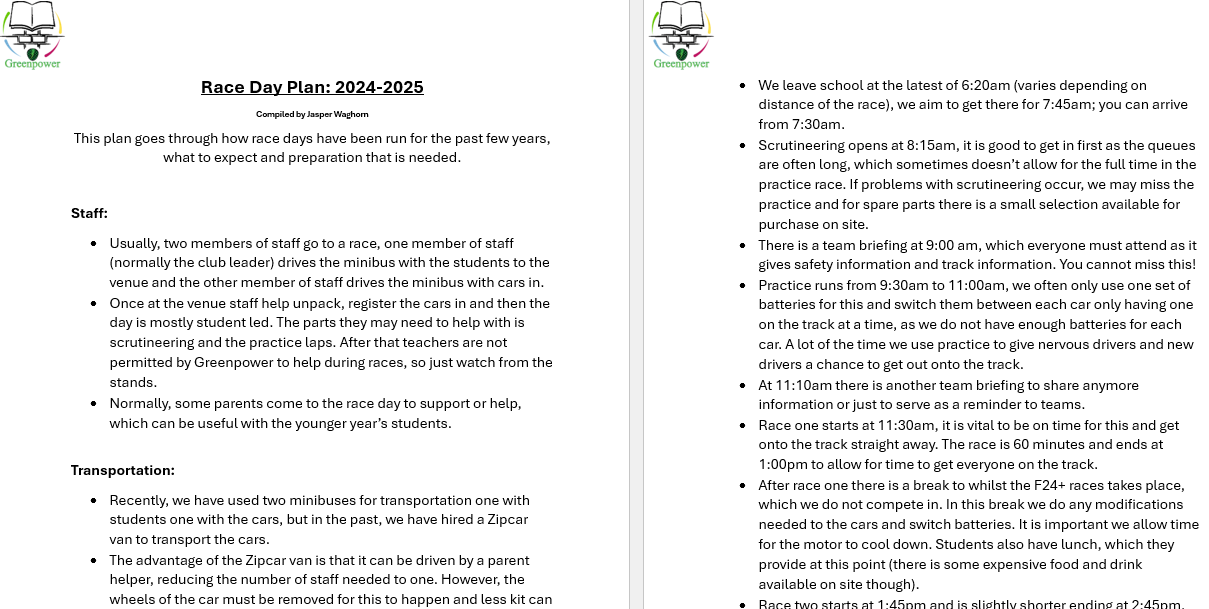 Greenpower
Race Day Plan: 2024-2025
Compiled by Jasper Waghorn
This plan goes through how race days have been run for the past few years,
what to expect and preparation that is needed.
Staff:
• Usually, two members of staff go to a race, one member of staff
(normally the club leader) drives the minibus with the students to the
venue and the other member of staff drives the minibus with cars in.
• Once at the venue staff help unpack, register the cars in and then the
day is mostly student led. The parts they may need to help with is
scrutineering and the practice laps. After that teachers are not
permitted by Greenpower to help during races, so just watch from the
stands.
• Normally, some parents come to the race day to support or help,
which can be useful with the younger year's students.
Transportation:
• Recently, we have used two minibuses for transportation one with
students one with the cars, but in the past, we have hired a Zipcar
van to transport the cars.
• The advantage of the Zipcar van is that it can be driven by a parent
helper, reducing the number of staff needed to one. However, the
wheels of the car must be removed for this to happen and less kit can
Greenpower
• We leave school at the latest of 6:20am (varies depending on
distance of the race), we aim to get there for 7:45am; you can arrive
from 7:30am.
• Scrutineering opens at 8:15am, it is good to get in first as the queues
are often long, which sometimes doesn't allow for the full time in the
practice race. If problems with scrutineering occur, we may miss the
practice and for spare parts there is a small selection available for
purchase on site.
• There is a team briefing at 9:00 am, which everyone must attend as it
gives safety information and track information. You cannot miss this!
• Practice runs from 9:30am to 11:00am, we often only use one set of
batteries for this and switch them between each car only having one
on the track at a time, as we do not have enough batteries for each
car. A lot of the time we use practice to give nervous drivers and new
drivers a chance to get out onto the track.
• At 11:10am there is another team briefing to share anymore
information or just to serve as a reminder to teams.
• Race one starts at 11:30am, it is vital to be on time for this and get
onto the track straight away. The race is 60 minutes and ends at
1:00pm to allow for time to get everyone on the track.
• After race one there is a break to whilst the F24+ races takes place,
which we do not compete in. In this break we do any modifications
needed to the cars and switch batteries. It is important we allow time
for the motor to cool down. Students also have lunch, which they
provide at this point (there is some expensive food and drink
available on site though).
• Race two starts at 1:45pm and is slightly shorter ending at 2:45pm.